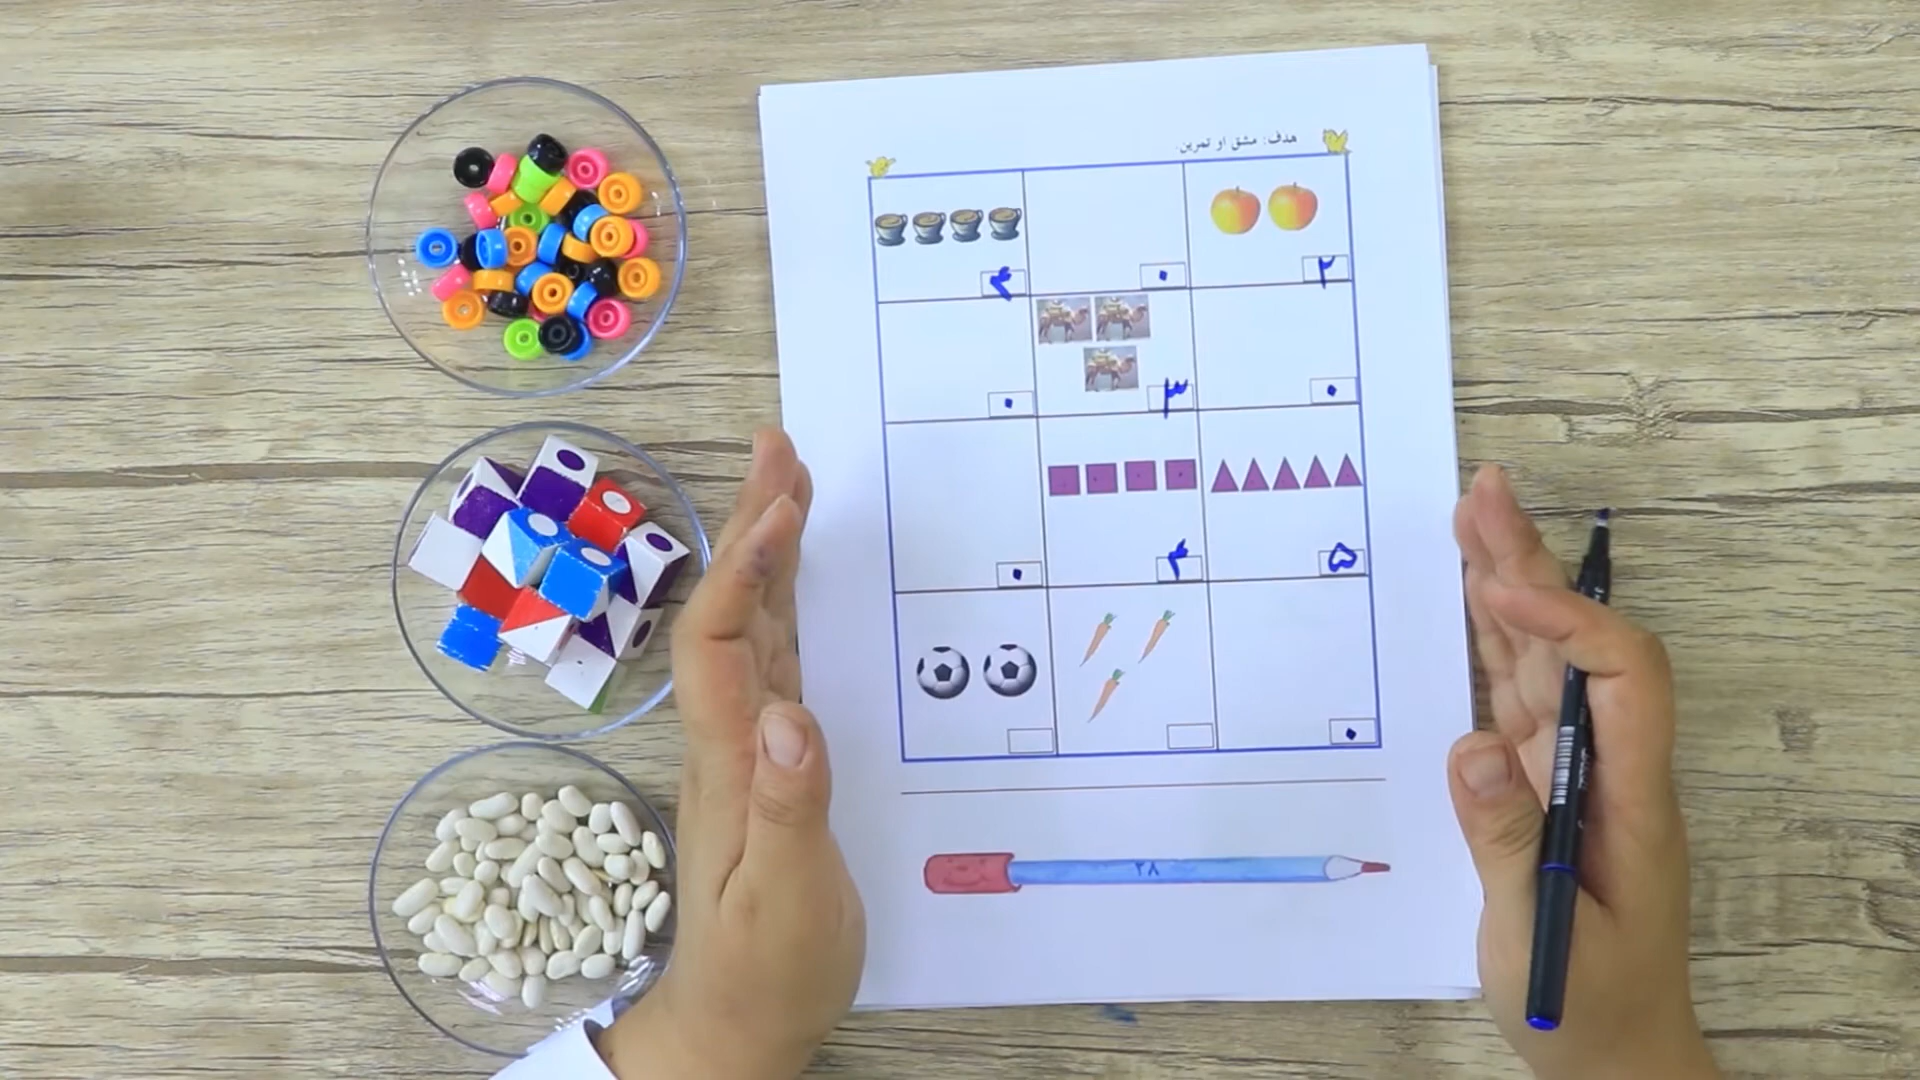 هدف: مشق او تمرین.
۲ ۰ ۴
۰ ۳ ۰
۵ ۴ ۰
۰
۲۸